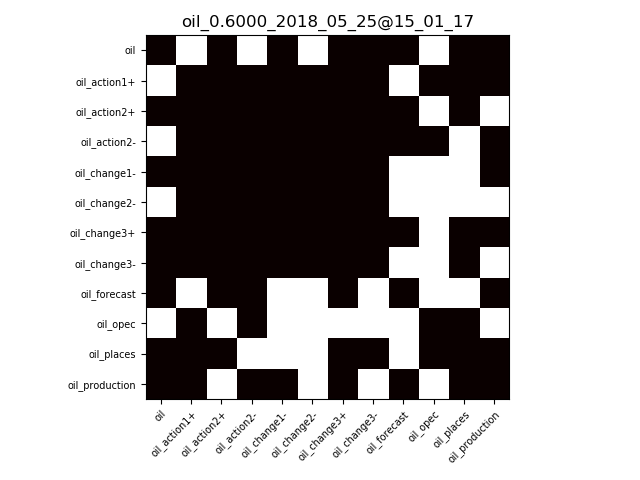 oil_0.6000_2018_05_25@15_01_17
oil
oil_action1+
oil_action2+
oil_action2-
oil_change1-
oil_change2-
oil_change3+
oil_change3-
oil_forecast
oil_opec
oil_places
oil_production
oil
oil_action1+
oil_action2+
oil_action2-
oil_change1-
oil_change2-
oil_change3+
oil_change3-
oil_forecast
oil_opec
oil_places
oil_production